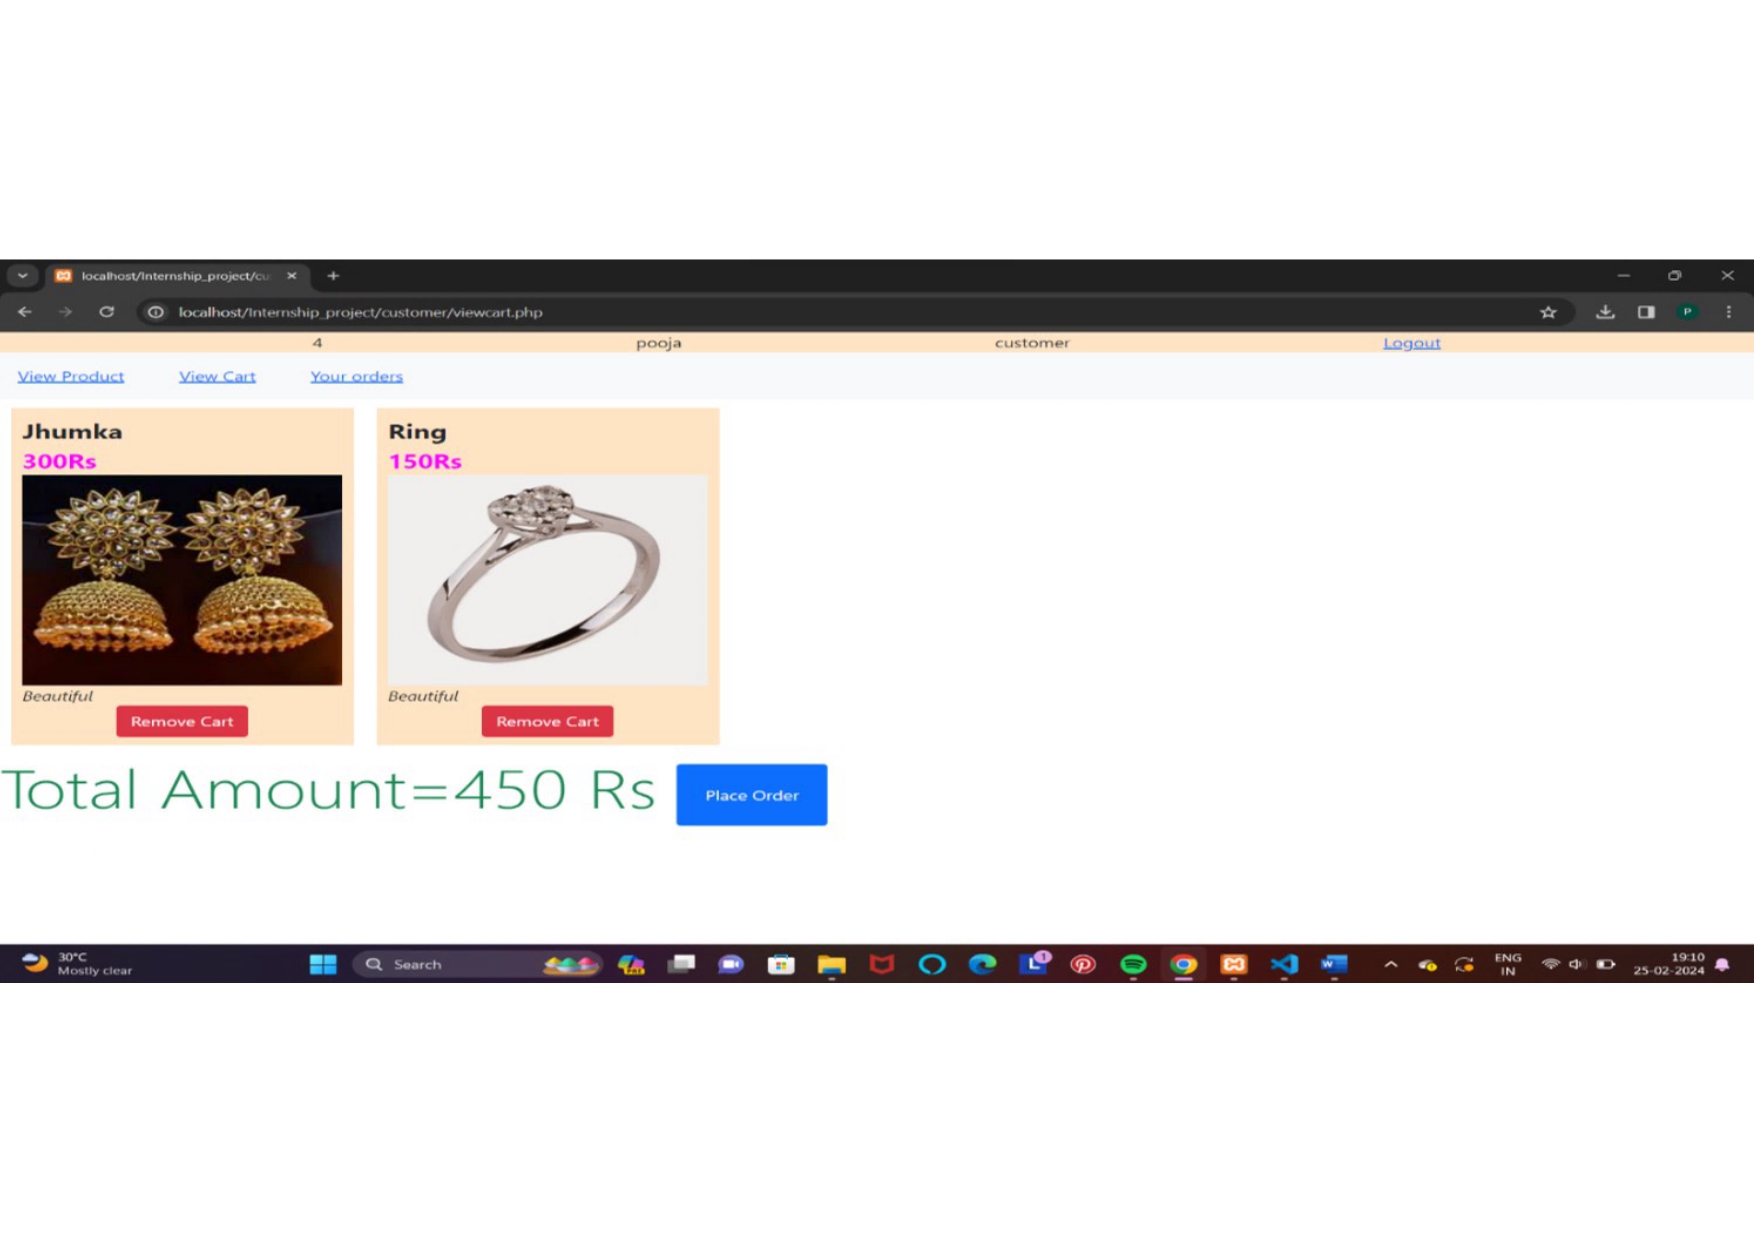 localhost/Internship_project/cu
localhost/Internship_project/customer/viewcart.php
P
4 pooja customer Logout
View Product View Cart Your orders
Jhumka
300Rs
Beautiful
Remove Cart
Ring
150Rs
Beautiful
Remove Cart
Total Amount=450 Rs Place Order
30°C
Mostly clear
Search
PRE
L
1
W
ENG
IN
19:10
25-02-2024